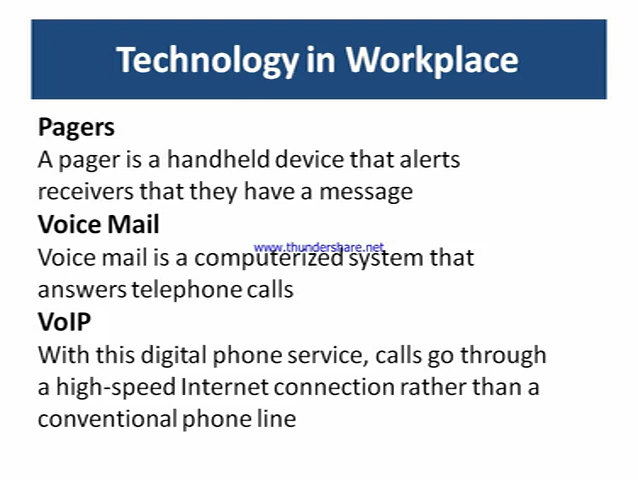 Technology in Workplace
Pagers
A pager is a handheld device that alerts
receivers that they have a message
Voice Mail
www.thundershare.net
Voice mail is a computerized system that
answers telephone calls
VoIP
With this digital phone service, calls go through
a high-speed Internet connection rather than a
conventional phone line